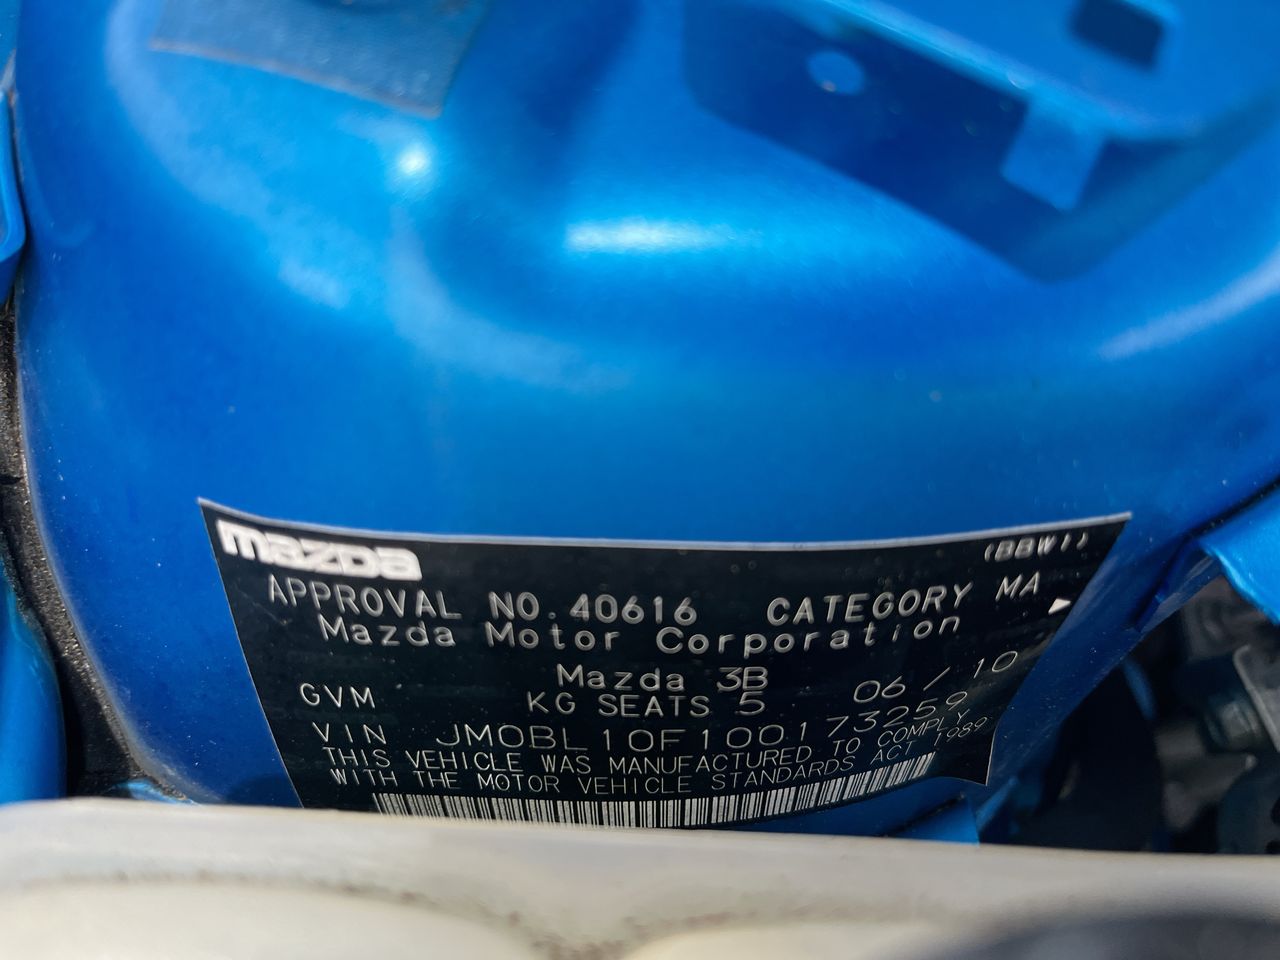 mazda (BBW1)
APPROVAL NO. 40616 CATEGORY MA
Mazda Motor Corporation
Mazda 3B 06 / 10
GVM KG SEATS 5
VIN JM0BL10F100173259
THIS VEHICLE WAS MANUFACTURED TO COMPLY
WITH THE MOTOR VEHICLE STANDARDS ACT 1989